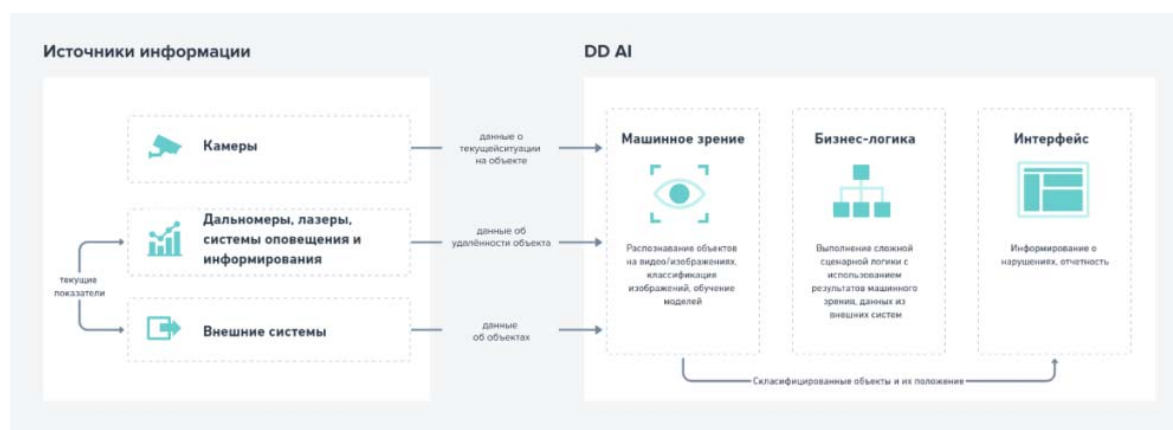 Источники информации
DD AI
Камеры
данные о
текущейситуации
на объекте
Дальномеры, лазеры,
системы оповещения и
информирования
данные об
удалённости объекта
текущие
показатели
Внешние системы
данные
об объектах
Машинное зрение
Распознавание объектов
на видео/изображениях,
классификация
изображений, обучение
моделей
Бизнес-логика
Выполнение сложной
сценарной логики с
использованием
результатов машинного
зрения, данных из
внешних систем
Интерфейс
Информирование о
нарушениях, отчетность
Скласифицированные объекты и их положение